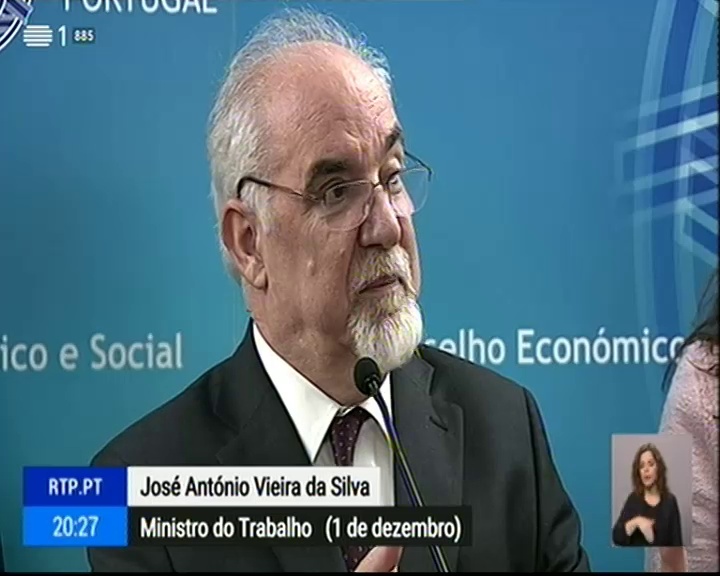 PORTUGAL
1 885
ico e Social
selho Económico
RTP.PT
José António Vieira da Silva
20:27
Ministro do Trabalho (1 de dezembro)